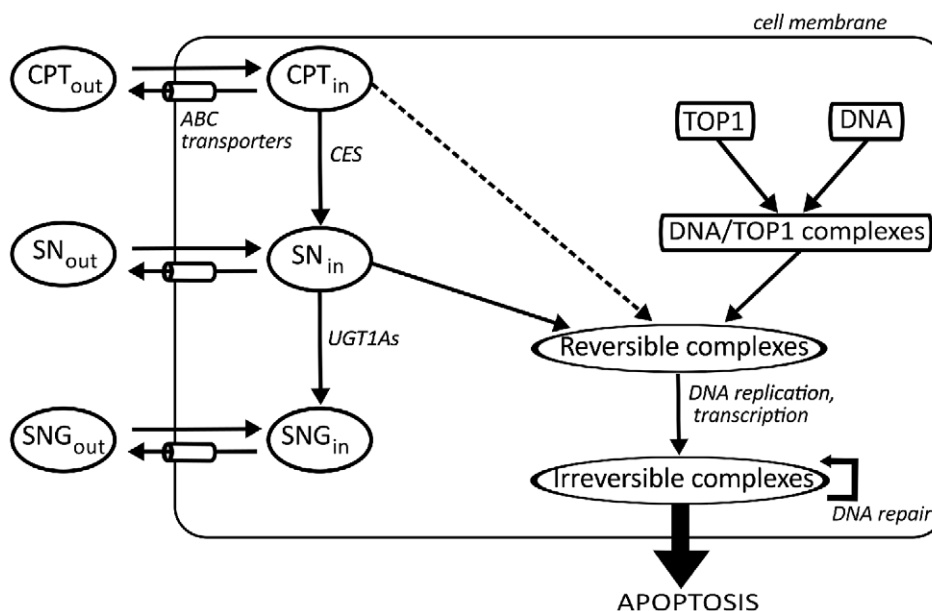 cell membrane
CPTout
CPTin
ABC
transporters
CES
TOP1
DNA
DNA/TOP1 complexes
SNout
SNin
UGT1As
Reversible complexes
DNA replication,
transcription
SNGout
SNGin
Irreversible complexes
DNA repair
APOPTOSIS